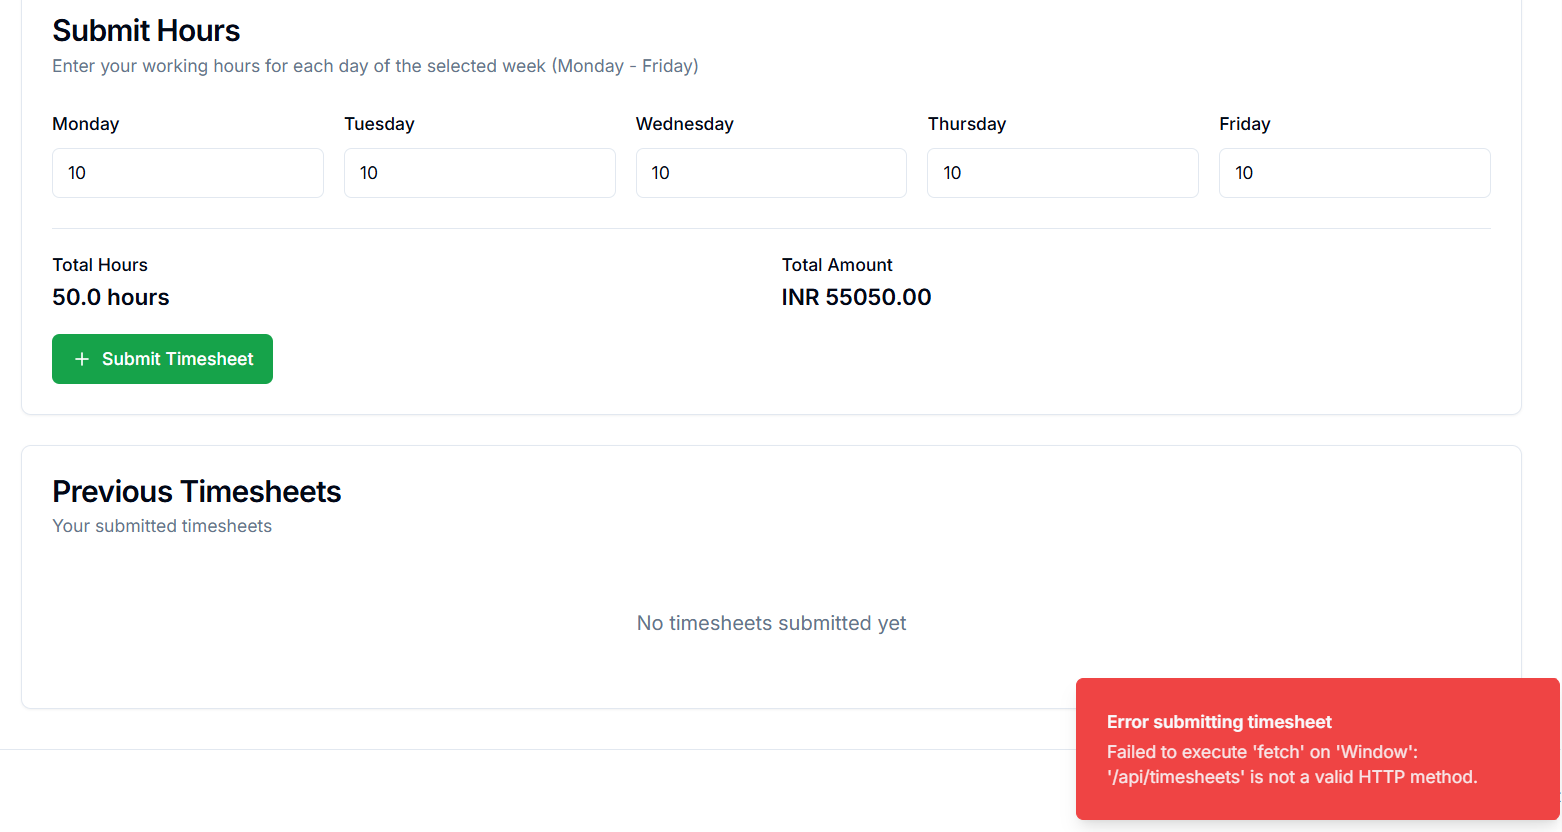 Submit Hours
Enter your working hours for each day of the selected week (Monday - Friday)
Monday Tuesday Wednesday Thursday Friday
10 10 10 10 10
Total Hours Total Amount
50.0 hours INR 55050.00
+ Submit Timesheet
Previous Timesheets
Your submitted timesheets
No timesheets submitted yet
Error submitting timesheet
Failed to execute 'fetch' on 'Window':
'/api/timesheets' is not a valid HTTP method.